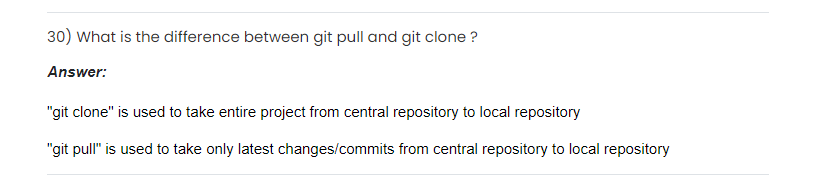 30) What is the difference between git pull and git clone ?
Answer:
"git clone" is used to take entire project from central repository to local repository
"git pull" is used to take only latest changes/commits from central repository to local repository